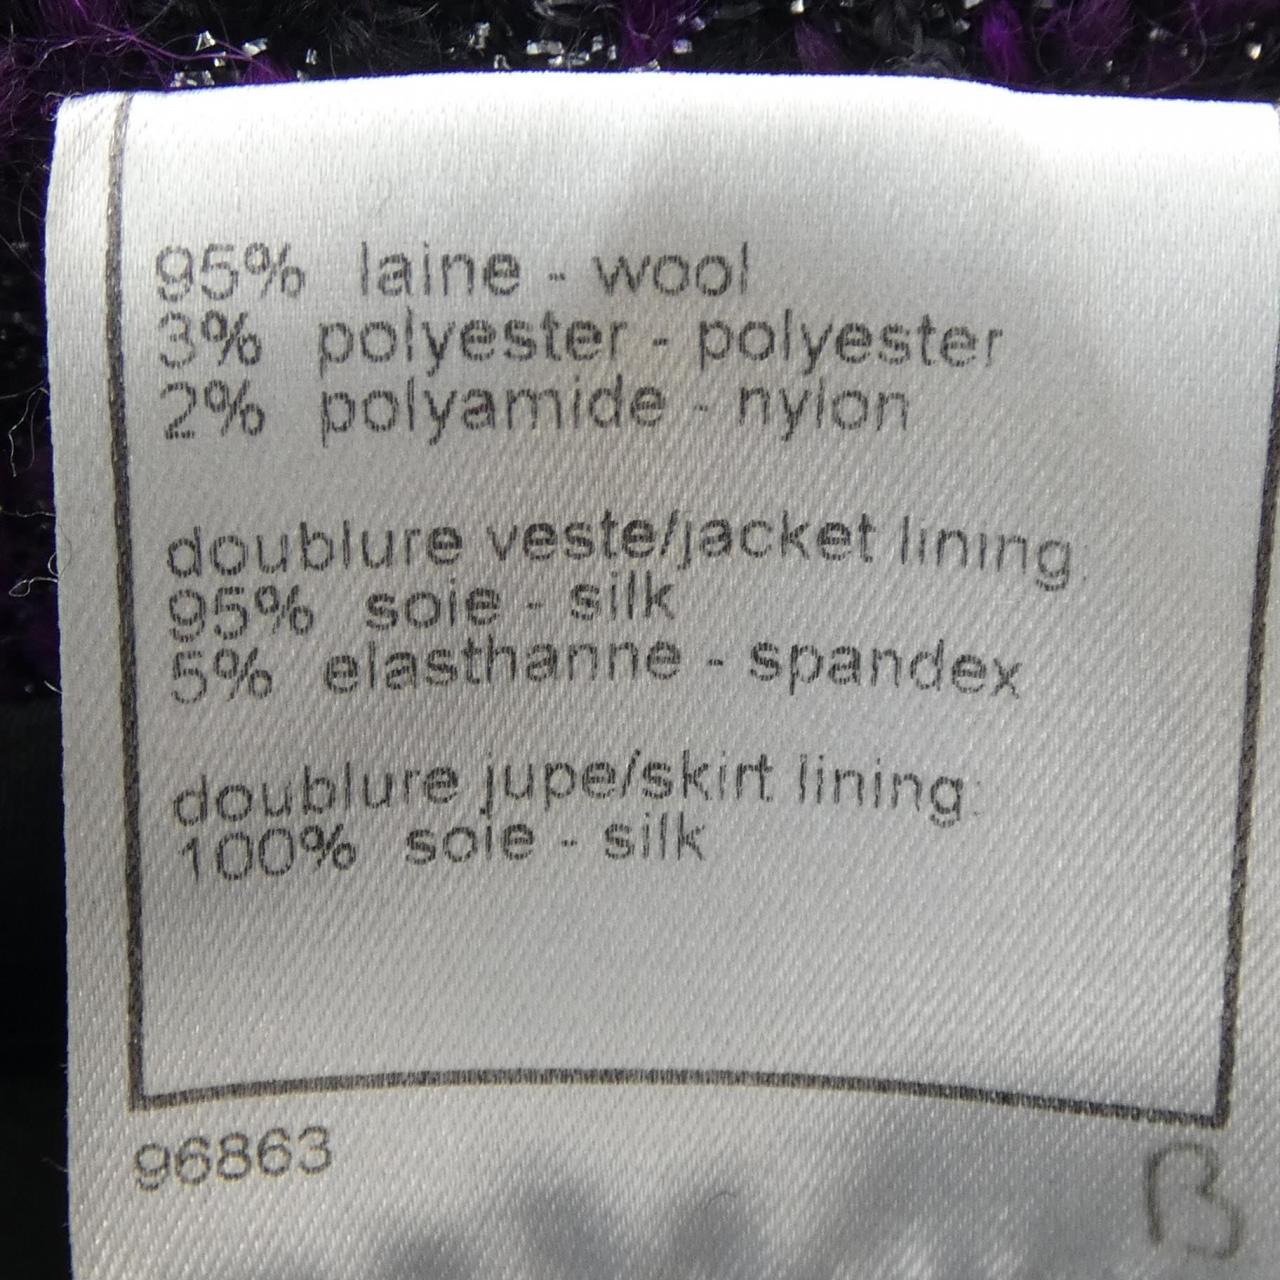 95% laine - wool
3% polyester - polyester
2% polyamide - nylon
doublure veste/jacket lining:
95% soie - silk
5% elasthanne - spandex
doublure jupe/skirt lining:
100% soie - silk
96863
B